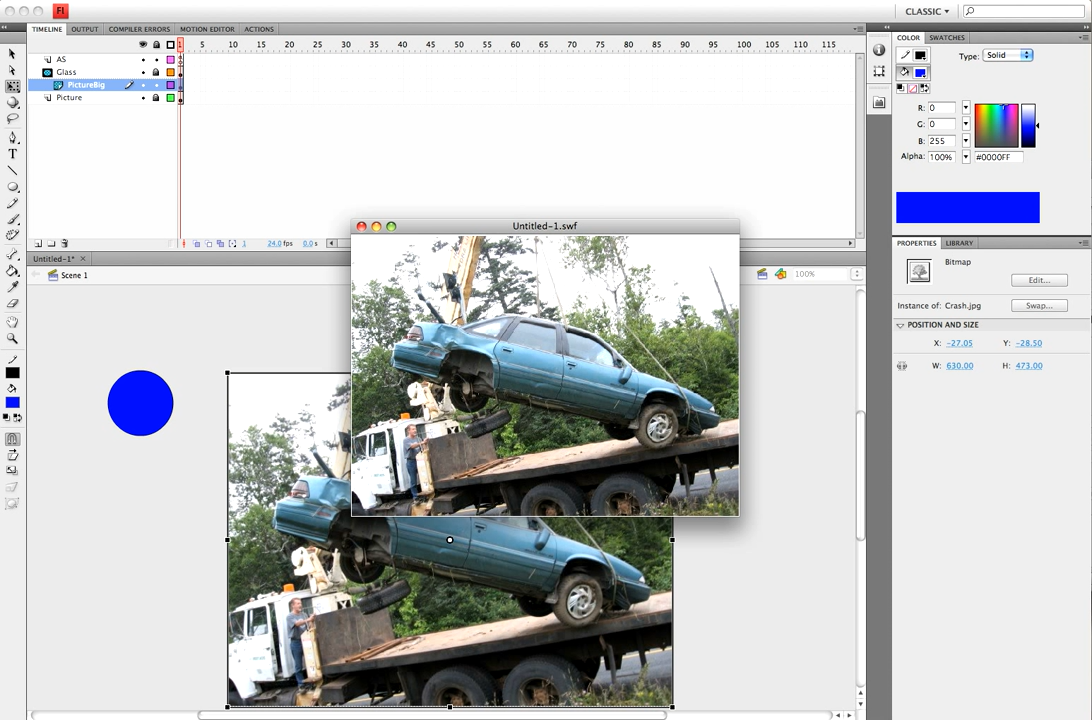 Fl
CLASSIC
TIMELINE OUTPUT COMPILER ERRORS MOTION EDITOR ACTIONS
1 5 10 15 20 25 30 35 40 45 50 55 60 65 70 75 80 85 90 95 100 105 110 115
AS
Glass
PictureBig
Picture
1 24.0 fps 0.0 s
Untitled-1*
Scene 1
100%
Untitled-1.swf
COLOR SWATCHES
Type: Solid
R: 0
G: 0
B: 255
Alpha: 100% #0000FF
PROPERTIES LIBRARY
Bitmap
Edit...
Instance of: Crash.jpg Swap...
POSITION AND SIZE
X: -27.05 Y: -28.50
W: 630.00 H: 473.00